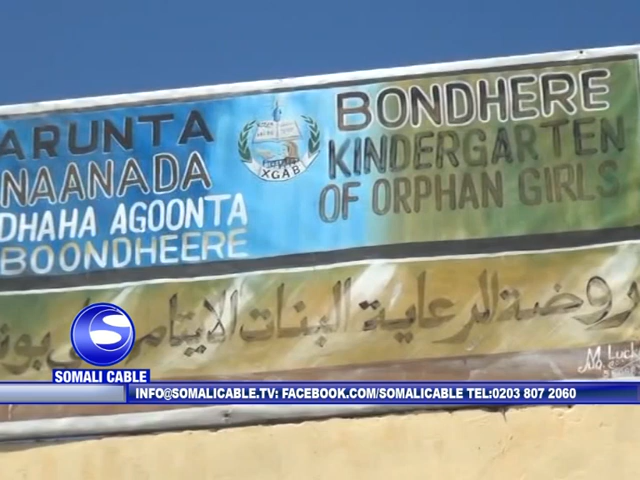 ARUNTA
NAANADA
DHAHA AGOONTA
BOONDHEERE
XGAB
BONDHERE
KINDERGARTEN
OF ORPHAN GIRLS
روضة لرعاية البنات الايتام
S
SOMALI CABLE
INFO@SOMALICABLE.TV: FACEBOOK.COM/SOMALICABLE TEL:0203 807 2060